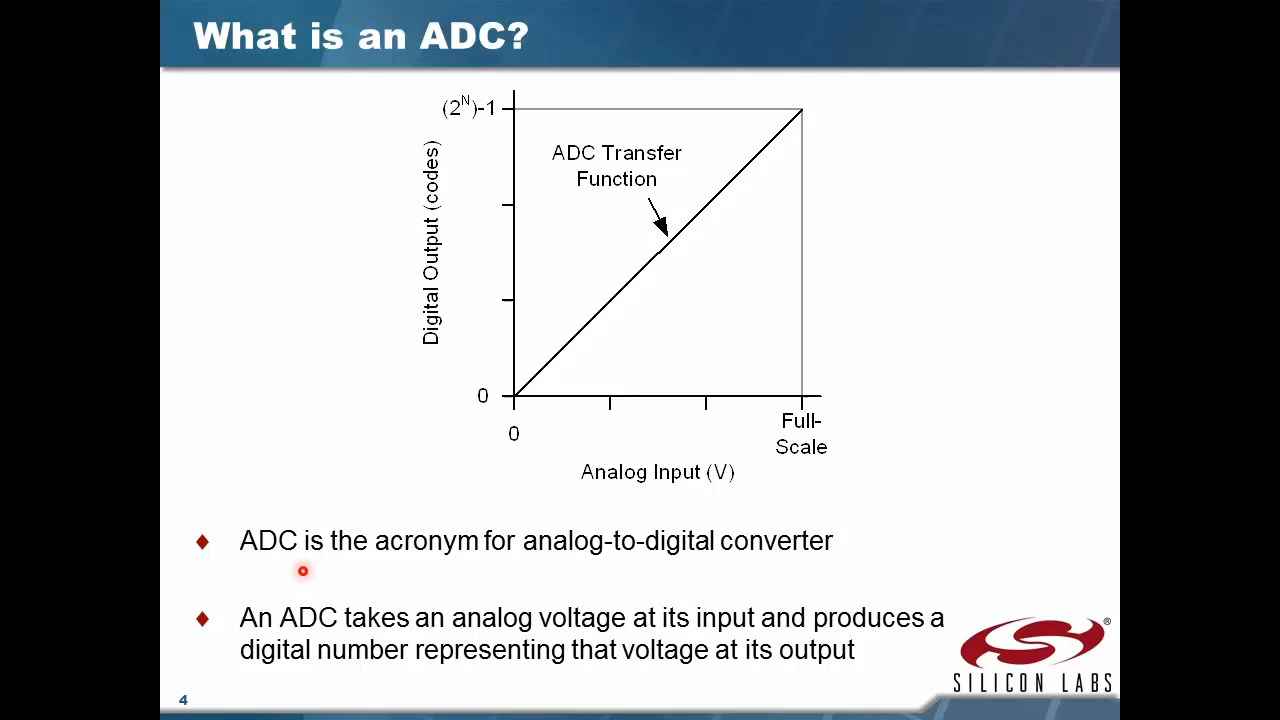 What is an ADC?
(2^N)-1
ADC Transfer
Function
Digital Output (codes)
0
0
Full-
Scale
Analog Input (V)
♦ ADC is the acronym for analog-to-digital converter
♦ An ADC takes an analog voltage at its input and produces a
digital number representing that voltage at its output
®
SILICON LABS
4